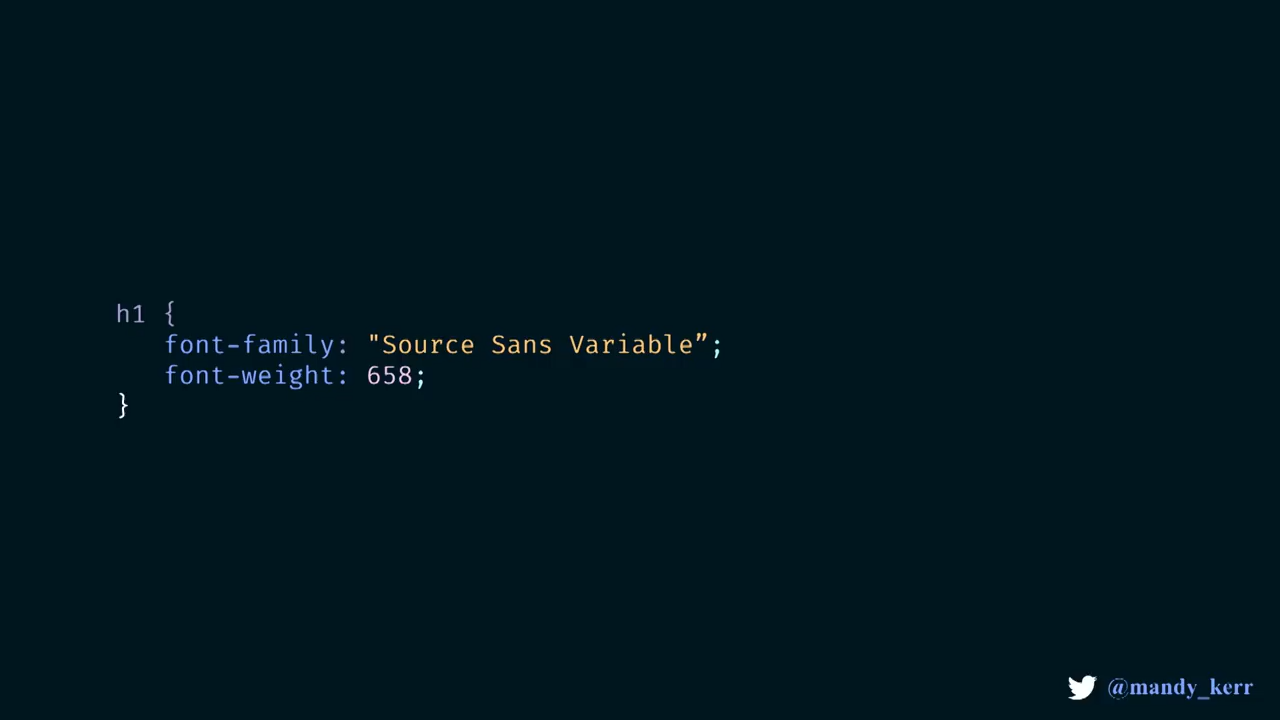 h1 {
font-family: "Source Sans Variable”;
font-weight: 658;
}
@mandy_kerr